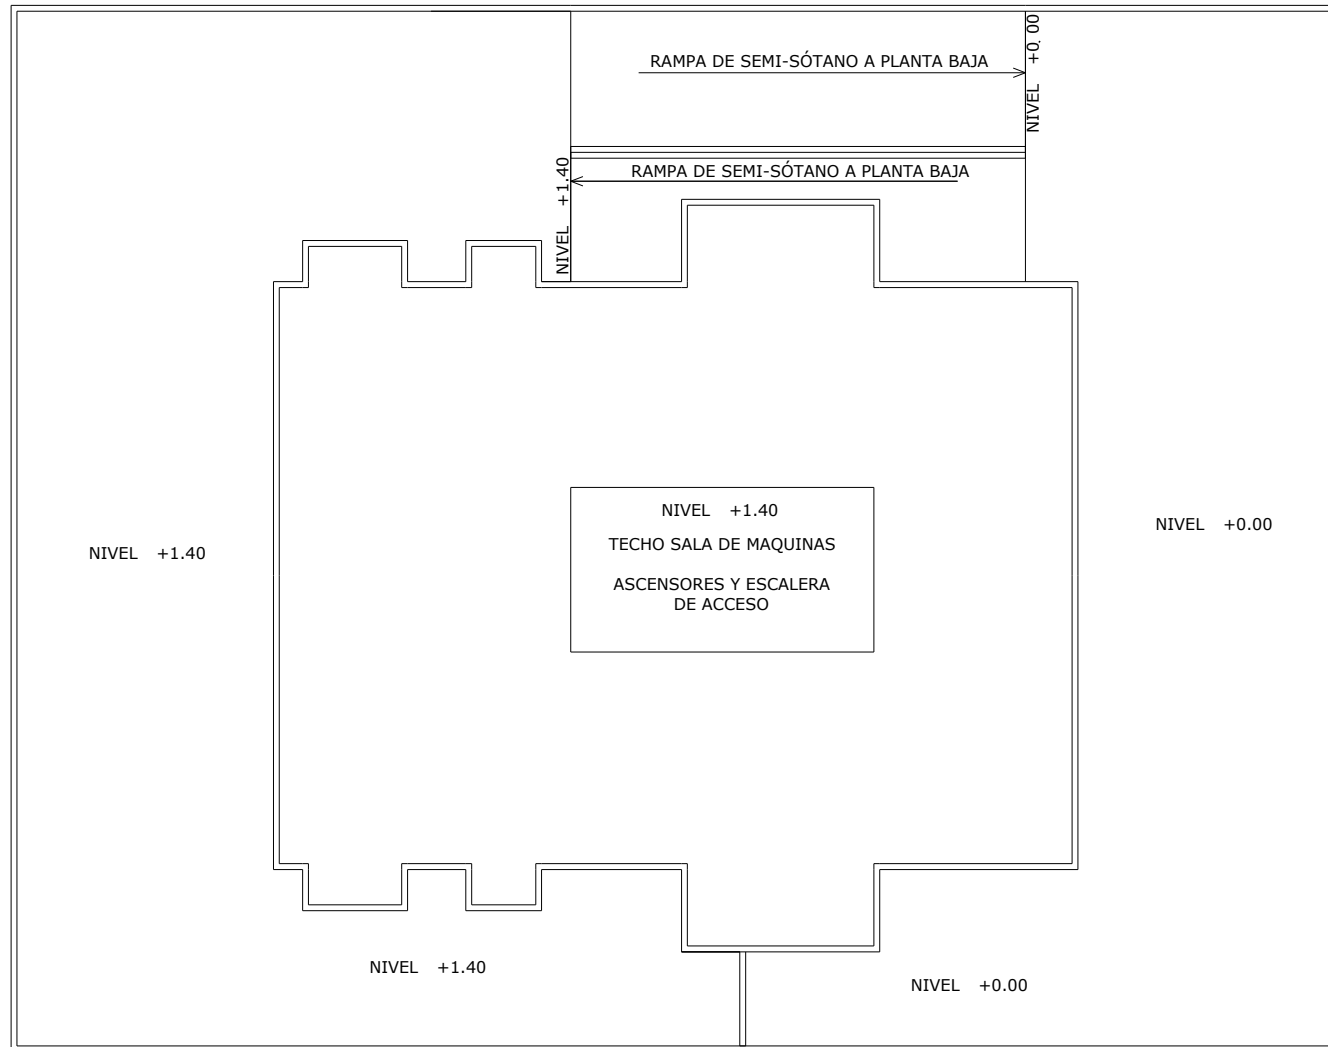 RAMPA DE SEMI-SÓTANO A PLANTA BAJA
NIVEL +0.00
RAMPA DE SEMI-SÓTANO A PLANTA BAJA
NIVEL +1.40
NIVEL +1.40
TECHO SALA DE MAQUINAS
ASCENSORES Y ESCALERA
DE ACCESO
NIVEL +0.00
NIVEL +1.40
NIVEL +1.40
NIVEL +0.00